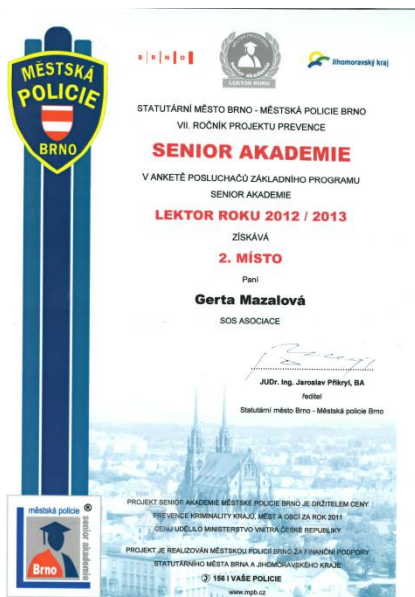 MĚSTSKÁ
POLICIE
BRNO
B R N O
senior akademie
LEKTOR ROKU
Jihomoravský kraj
STATUTÁRNÍ MĚSTO BRNO - MĚSTSKÁ POLICIE BRNO
VII. ROČNÍK PROJEKTU PREVENCE
SENIOR AKADEMIE
V ANKETĚ POSLUCHAČŮ ZÁKLADNÍHO PROGRAMU
SENIOR AKADEMIE
LEKTOR ROKU 2012 / 2013
ZÍSKÁVÁ
2. MÍSTO
Paní
Gerta Mazalová
SOS ASOCIACE
JUDr. Ing. Jaroslav Přikryl, BA
ředitel
Statutární město Brno - Městská policie Brno
PROJEKT SENIOR AKADEMIE MĚSTSKÉ POLICIE BRNO JE DRŽITELEM CENY
PREVENCE KRIMINALITY KRAJŮ, MĚST A OBCÍ ZA ROK 2011
CENU UDĚLILO MINISTERSTVO VNITRA ČESKÉ REPUBLIKY
PROJEKT JE REALIZOVÁN MĚSTSKOU POLICIÍ BRNO ZA FINANČNÍ PODPORY
STATUTÁRNÍHO MĚSTA BRNA A JIHOMORAVSKÉHO KRAJE
156 I VAŠE POLICIE
www.mpb.cz
městská policie
senior akademie
®
Brno